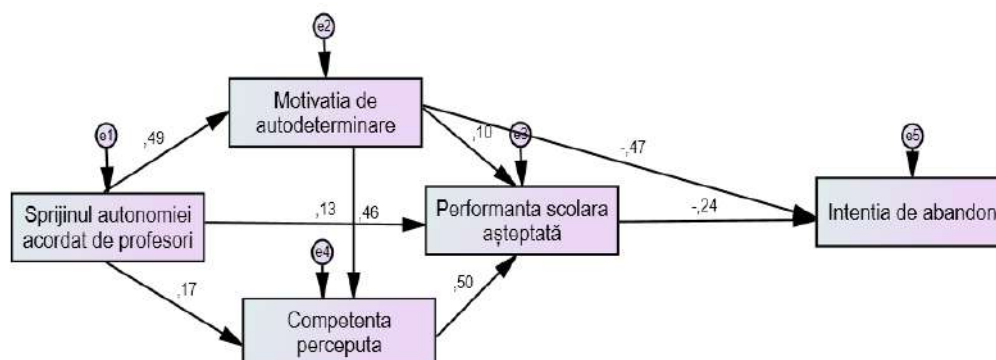 e2
Motivatia de
autodeterminare
e1
,49
,10
e3
-,47
e5
Sprijinul autonomiei
acordat de profesori
,13
,46
Performanta scolara
așteptată
-,24
Intentia de abandon
e4
,17
,50
Competenta
perceputa